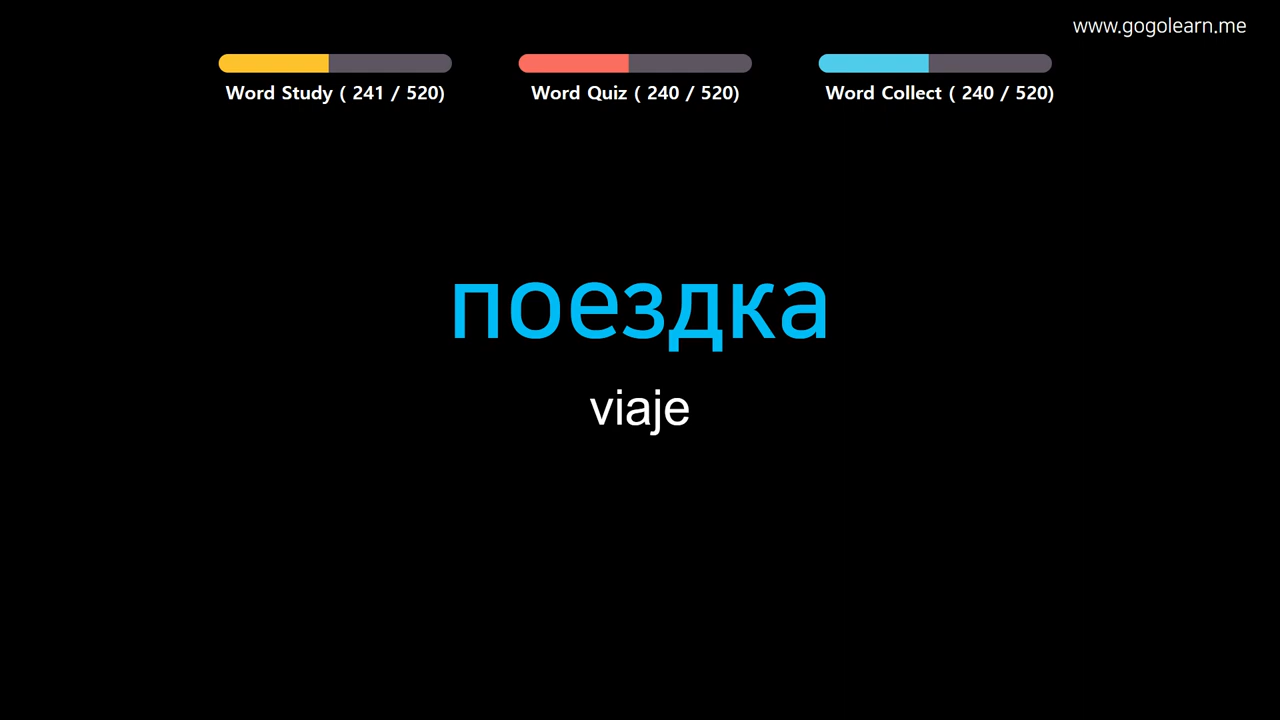 www.gogolearn.me
Word Study ( 241 / 520)
Word Quiz ( 240 / 520)
Word Collect ( 240 / 520)
поездка
viaje